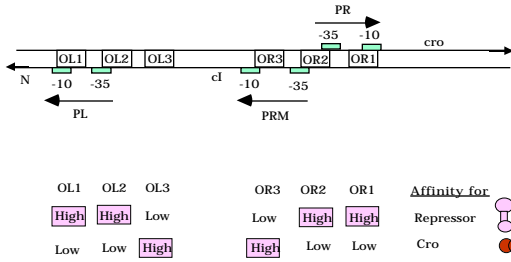 PR
-35 -10
cro
OL1 OL2 OL3 OR3 OR2 OR1
N -10 -35 cI -10 -35
PL PRM
OL1 OL2 OL3 OR3 OR2 OR1 Affinity for
High High Low Low High High Repressor
Low Low High High Low Low Cro